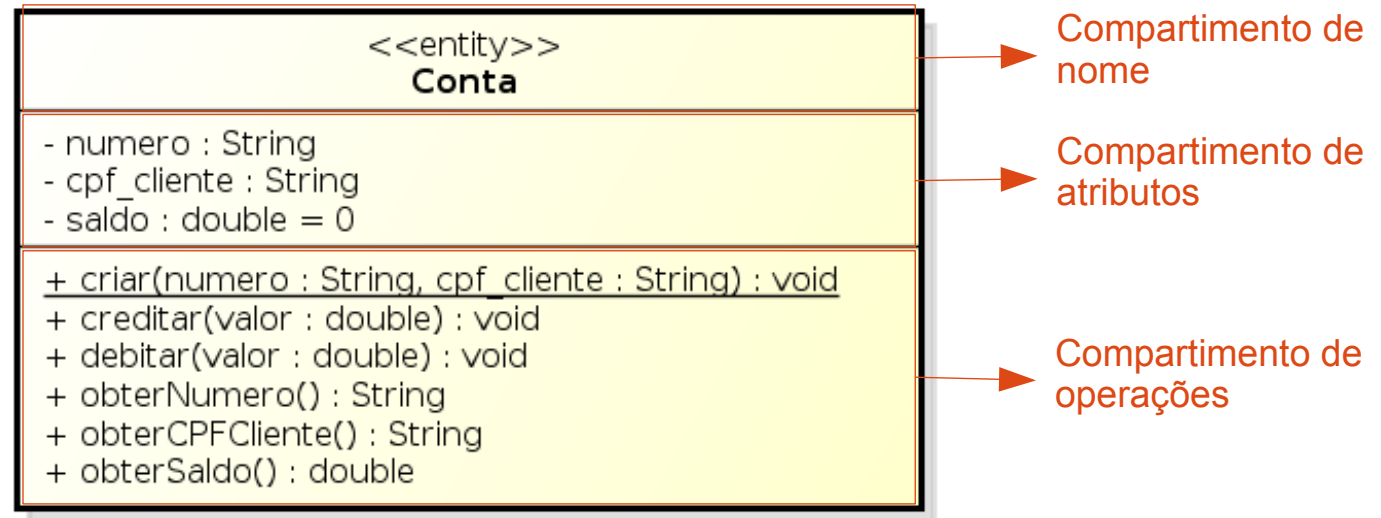 <<entity>>
Conta
Compartimento de
nome
- numero : String
- cpf_cliente : String
- saldo : double = 0
Compartimento de
atributos
+ criar(numero : String, cpf_cliente : String) : void
+ creditar(valor : double) : void
+ debitar(valor : double) : void
+ obterNumero() : String
+ obterCPFCliente() : String
+ obterSaldo() : double
Compartimento de
operações